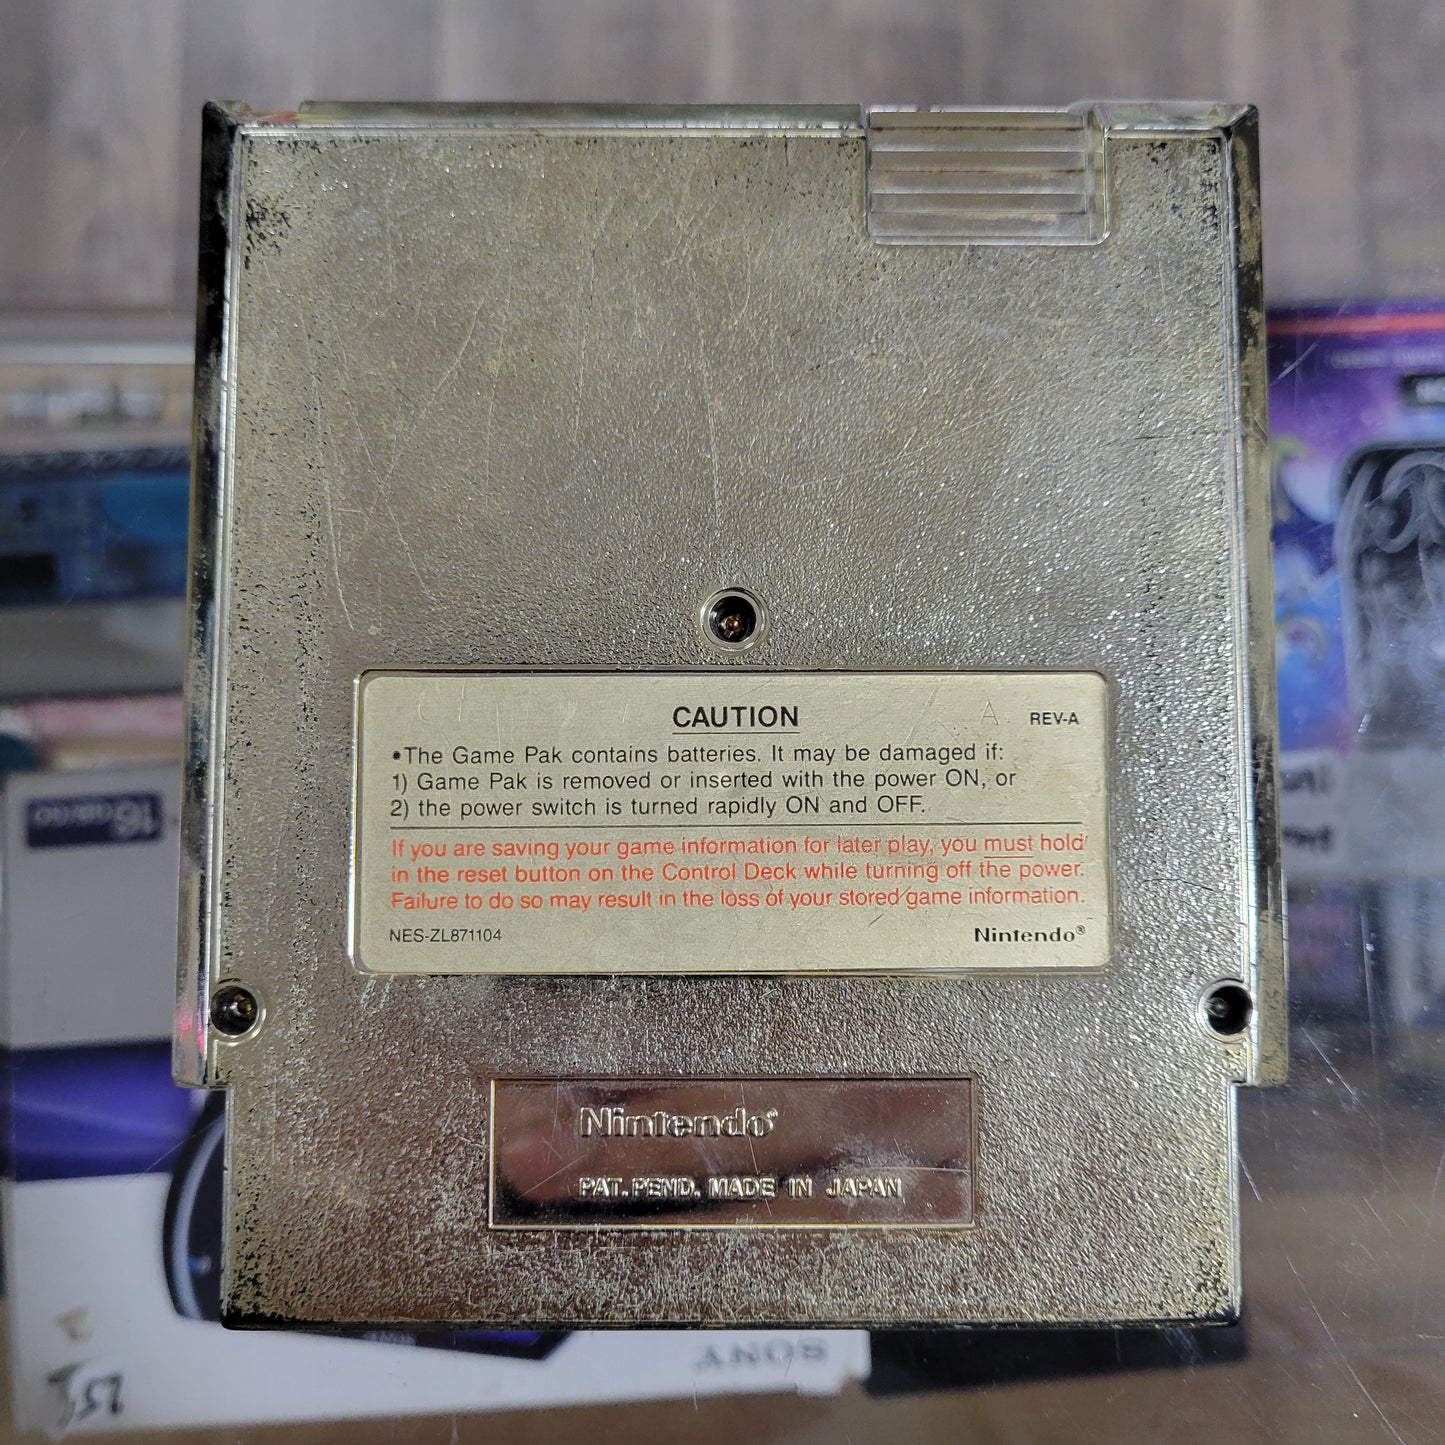 CAUTION
A REV-A
•The Game Pak contains batteries. It may be damaged if:
1) Game Pak is removed or inserted with the power ON, or
2) the power switch is turned rapidly ON and OFF.
If you are saving your game information for later play, you must hold
in the reset button on the Control Deck while turning off the power.
Failure to do so may result in the loss of your stored game information.
NES-ZL871104
Nintendo®
Nintendo®
PAT. PEND. MADE IN JAPAN
SONY